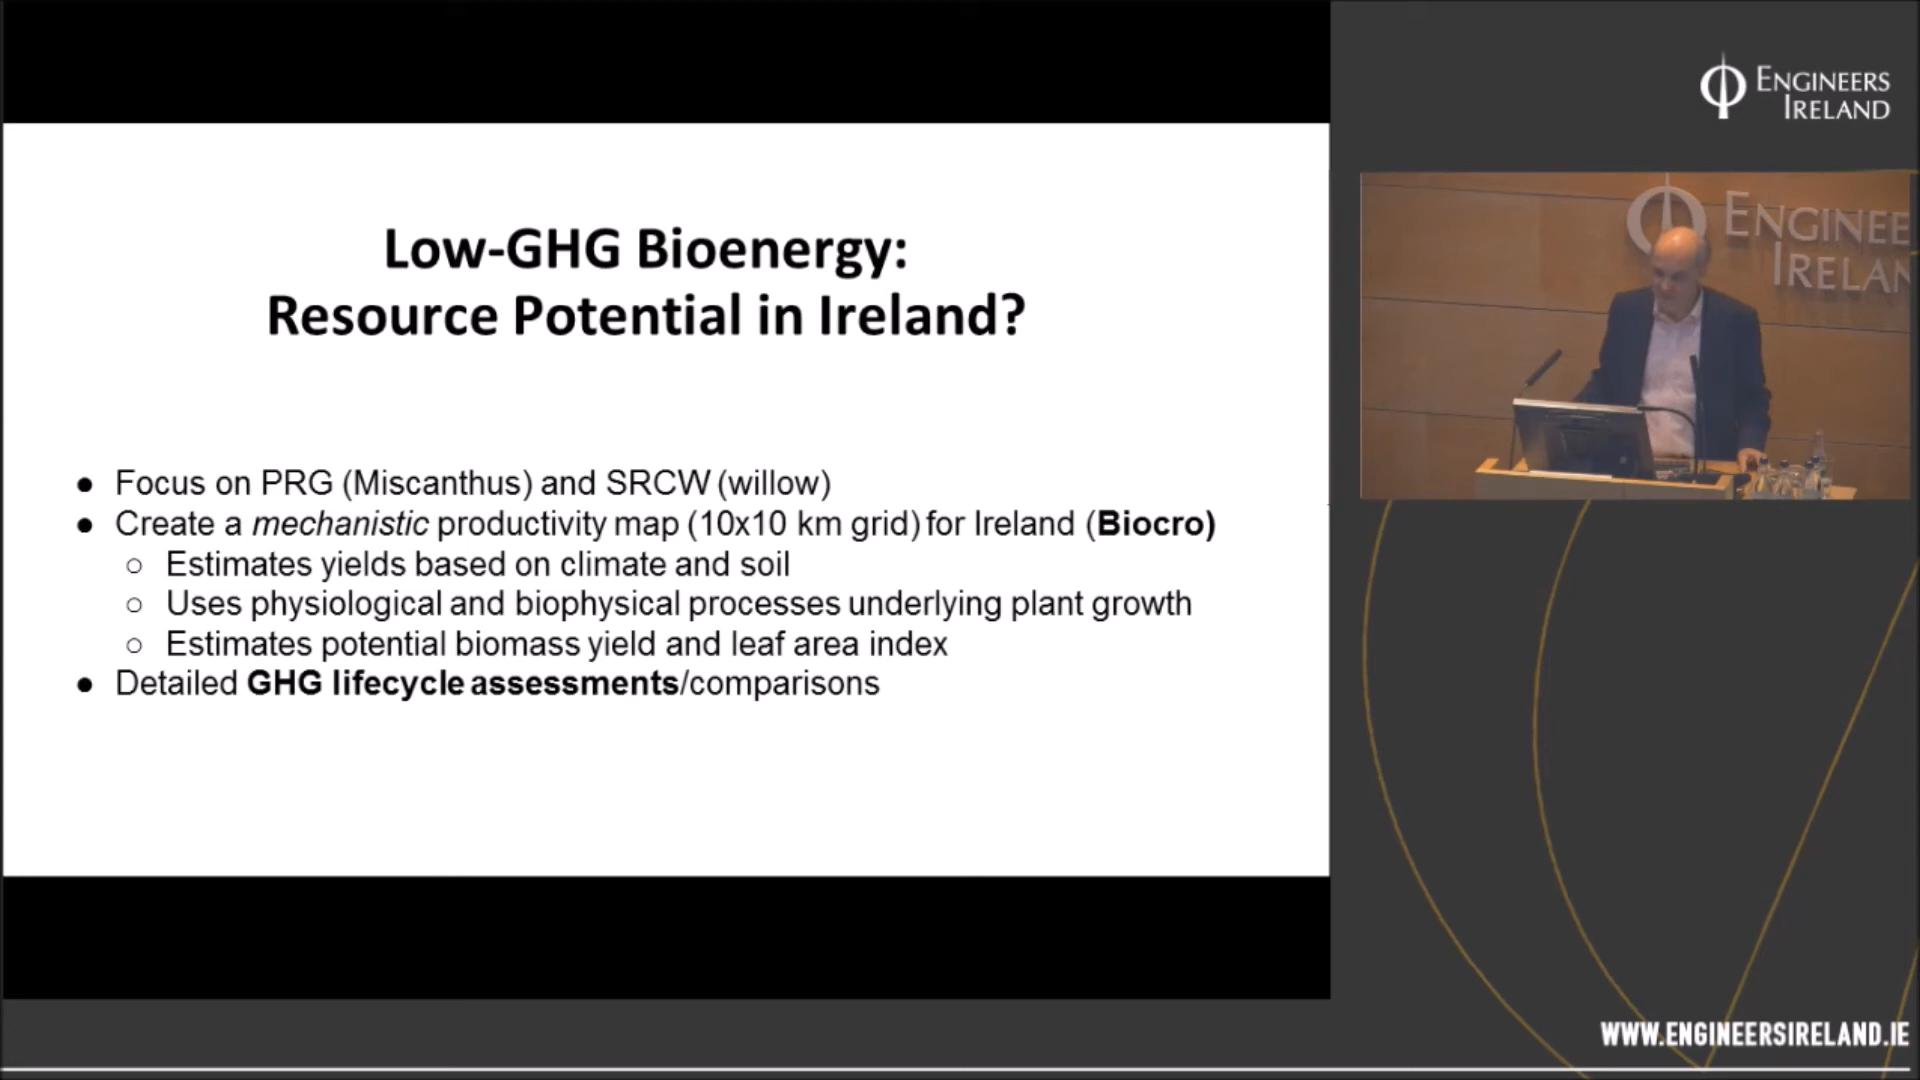 Low-GHG Bioenergy:
Resource Potential in Ireland?
● Focus on PRG (Miscanthus) and SRCW (willow)
● Create a mechanistic productivity map (10x10 km grid) for Ireland (Biocro)
○ Estimates yields based on climate and soil
○ Uses physiological and biophysical processes underlying plant growth
○ Estimates potential biomass yield and leaf area index
● Detailed GHG lifecycle assessments/comparisons
ENGINEERS
IRELAND
ENGINEE
IRELAN
WWW.ENGINEERSIRELAND.IE